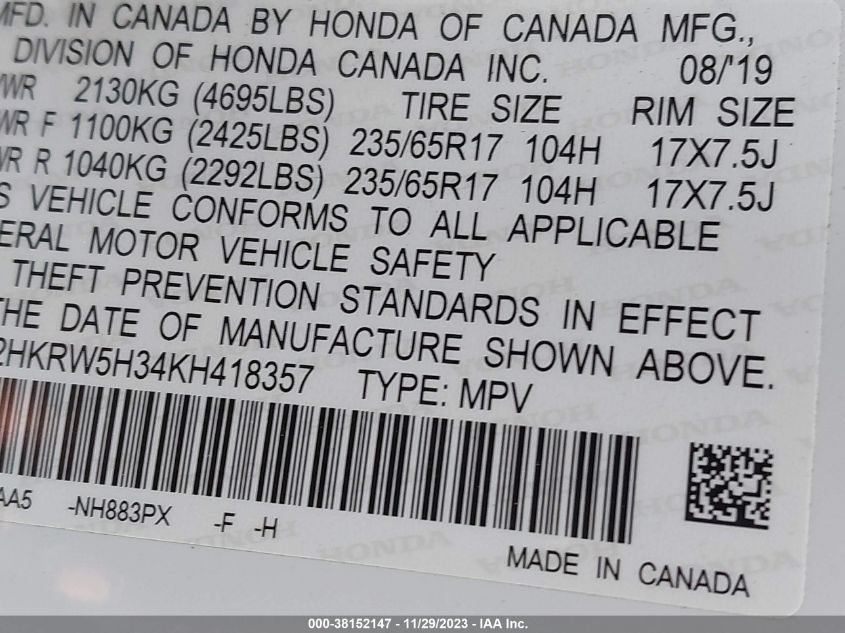 MFD. IN CANADA BY HONDA OF CANADA MFG.,
DIVISION OF HONDA CANADA INC. 08/'19
WR 2130KG (4695LBS) TIRE SIZE RIM SIZE
WR F 1100KG (2425LBS) 235/65R17 104H 17X7.5J
WR R 1040KG (2292LBS) 235/65R17 104H 17X7.5J
S VEHICLE CONFORMS TO ALL APPLICABLE
ERAL MOTOR VEHICLE SAFETY
THEFT PREVENTION STANDARDS IN EFFECT
THE DATE OF MANUFACTURE SHOWN ABOVE.
2HKRW5H34KH418357 TYPE: MPV
AA5 -NH883PX -F -H
MADE IN CANADA
000-38152147 - 11/29/2023 - IAA Inc.